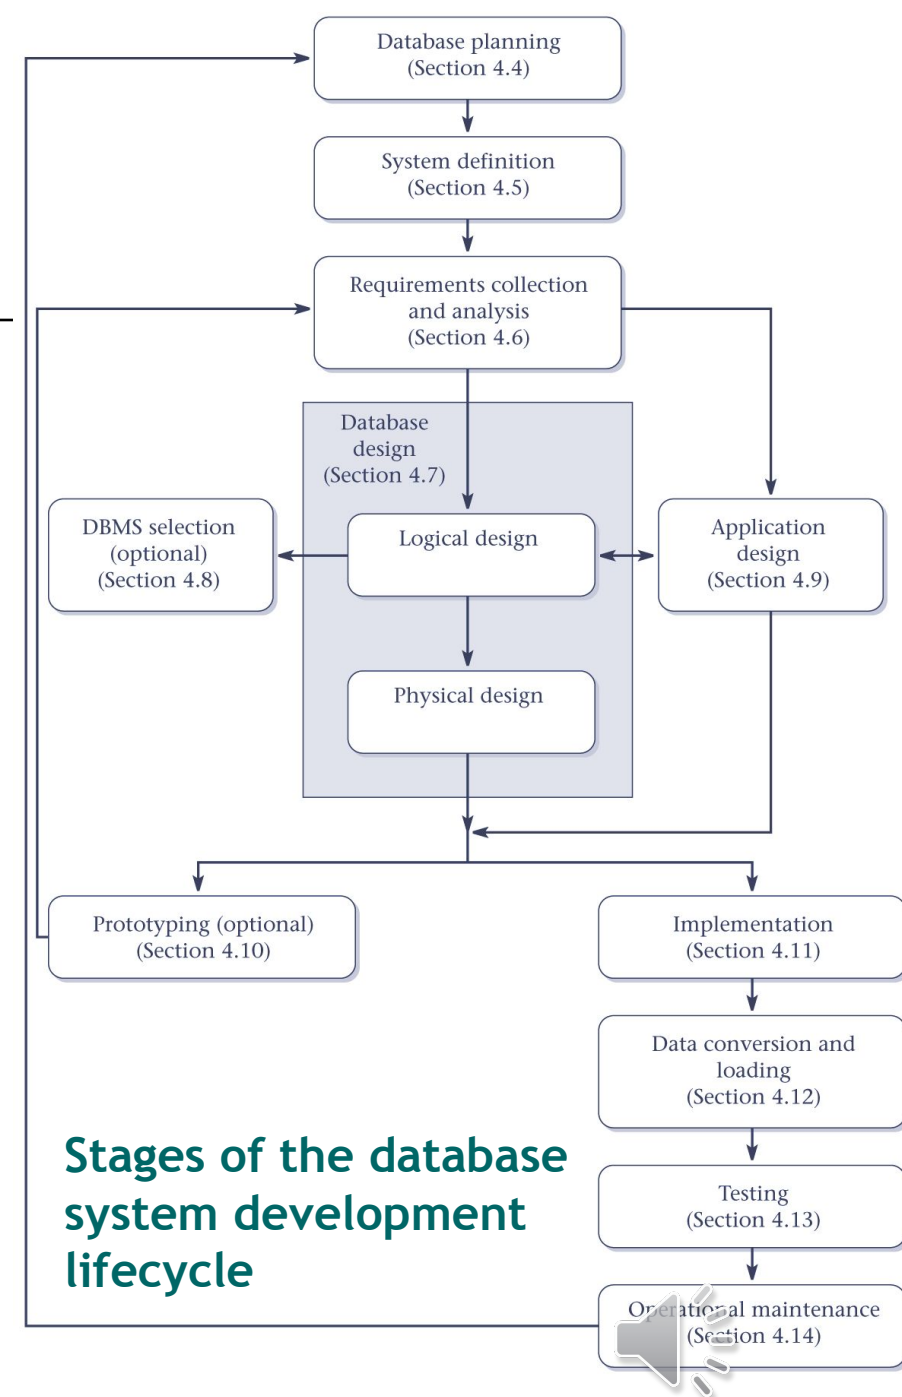 Database planning
(Section 4.4)
System definition
(Section 4.5)
Requirements collection
and analysis
(Section 4.6)
Database
design
(Section 4.7)
DBMS selection
(optional)
(Section 4.8)
Logical design
Application
design
(Section 4.9)
Physical design
Prototyping (optional)
(Section 4.10)
Implementation
(Section 4.11)
Data conversion and
loading
(Section 4.12)
Testing
(Section 4.13)
Operational maintenance
(Section 4.14)
Stages of the database
system development
lifecycle